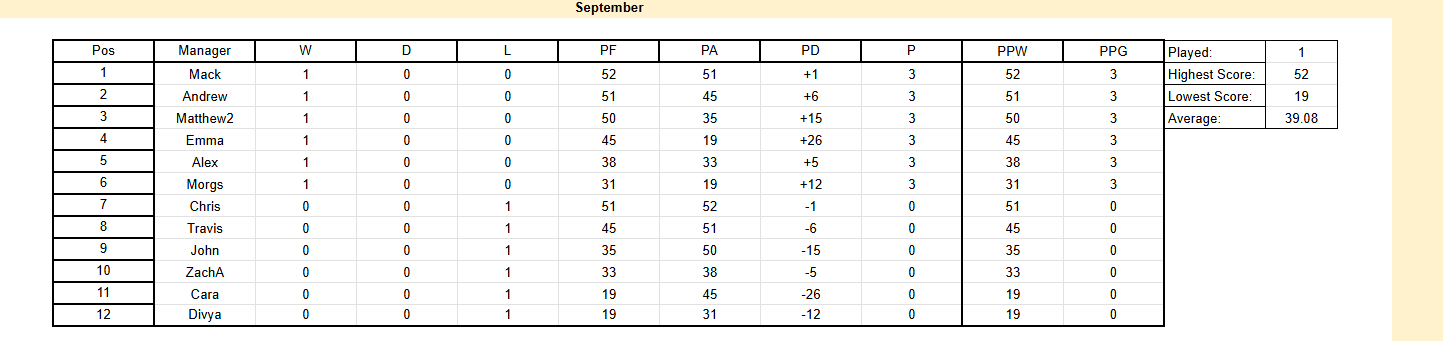 September
Pos Manager W D L PF PA PD P PPW PPG Played: 1
1 Mack 1 0 0 52 51 +1 3 52 3 Highest Score: 52
2 Andrew 1 0 0 51 45 +6 3 51 3 Lowest Score: 19
3 Matthew2 1 0 0 50 35 +15 3 50 3 Average: 39.08
4 Emma 1 0 0 45 19 +26 3 45 3
5 Alex 1 0 0 38 33 +5 3 38 3
6 Morgs 1 0 0 31 19 +12 3 31 3
7 Chris 0 0 1 51 52 -1 0 51 0
8 Travis 0 0 1 45 51 -6 0 45 0
9 John 0 0 1 35 50 -15 0 35 0
10 ZachA 0 0 1 33 38 -5 0 33 0
11 Cara 0 0 1 19 45 -26 0 19 0
12 Divya 0 0 1 19 31 -12 0 19 0